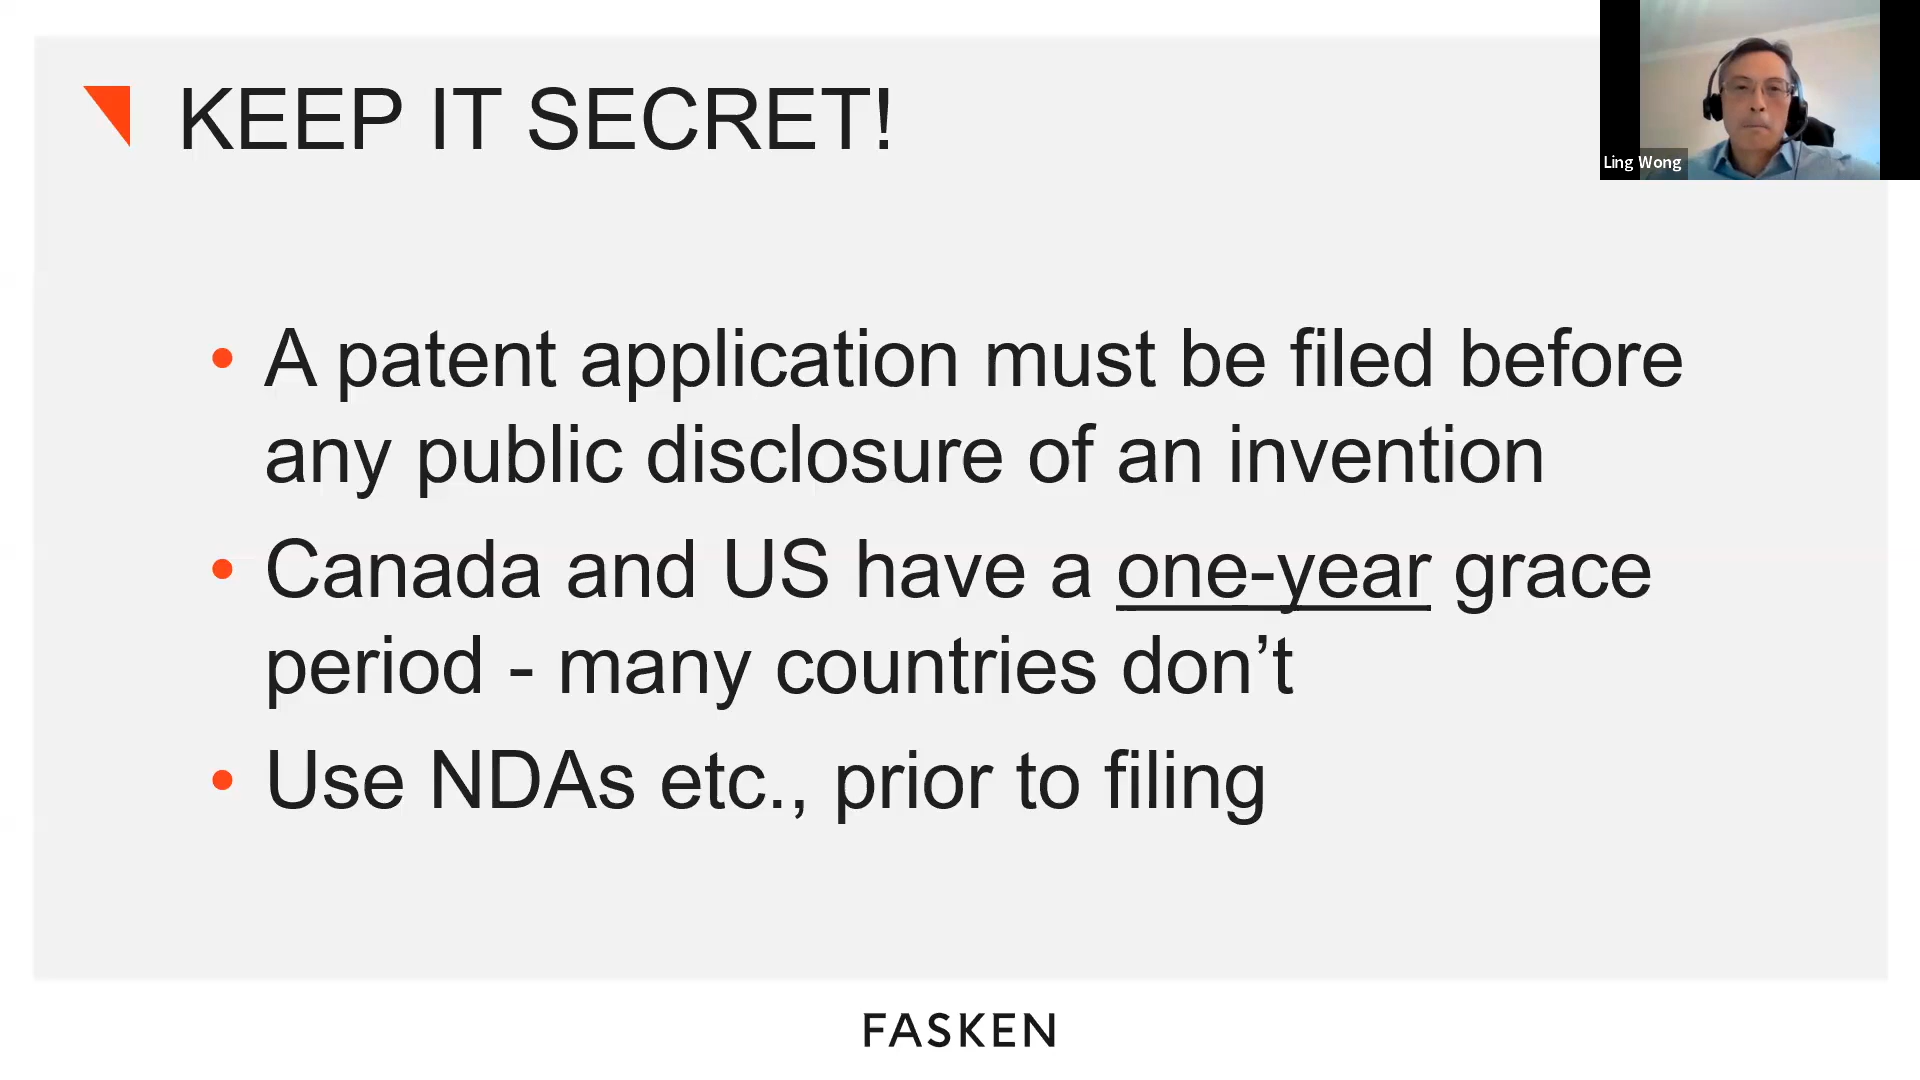 KEEP IT SECRET!
Ling Wong
• A patent application must be filed before
any public disclosure of an invention
• Canada and US have a one-year grace
period - many countries don’t
• Use NDAs etc., prior to filing
FASKEN